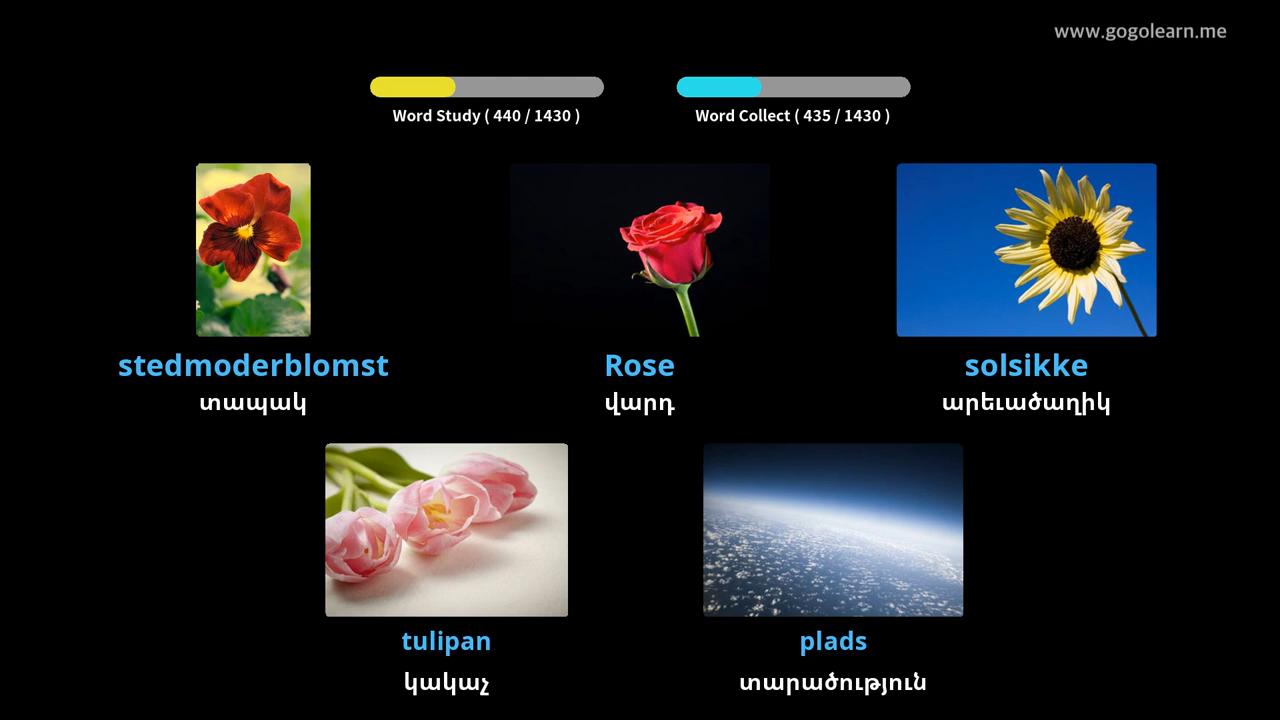 www.gogolearn.me
Word Study ( 440 / 1430 )
Word Collect ( 435 / 1430 )
stedmoderblomst
տապակ
Rose
վարդ
solsikke
արեւածաղիկ
tulipan
կակաչ
plads
տարածություն